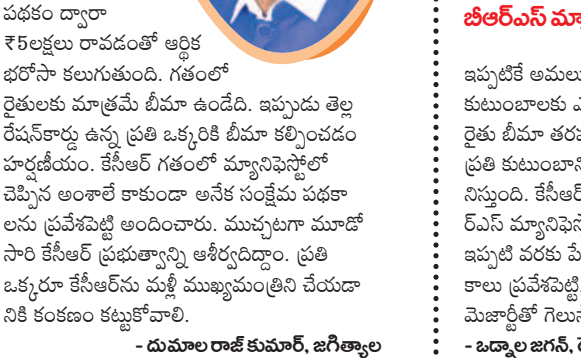 పథకం ద్వారా
₹5లక్షలు రావడంతో ఆర్థిక
భరోసా కలుగుతుంది. గతంలో
రైతులకు మాత్రమే బీమా ఉండేది. ఇప్పుడు తెల్ల
రేషన్‌కార్డు ఉన్న ప్రతి ఒక్కరికి బీమా కల్పించడం
హర్షణీయం. కేసీఆర్ గతంలో మ్యానిఫెస్టోలో
చెప్పిన అంశాలే కాకుండా అనేక సంక్షేమ పథకా
లను ప్రవేశపెట్టి అందించారు. ముచ్చటగా మూడో
సారి కేసీఆర్ ప్రభుత్వాన్ని ఆశీర్వదిద్దాం. ప్రతి
ఒక్కరూ కేసీఆర్‌ను మళ్లీ ముఖ్యమంత్రిని చేయడా
నికి కంకణం కట్టుకోవాలి.
- దుమాల రాజ్ కుమార్, జగిత్యాల
బీఆర్ఎస్
ఇప్పటికే అమలు
కుటుంబాలకు
రైతు బీమా తరహ
ప్రతి
నిస్తుంది. కేసీఆర్
ర్ఎస్
ఇప్పటి వరకు
కాలు ప్రవేశపెట్టి
మెజార్టీతో
- ఒడ్నాల జగన్,